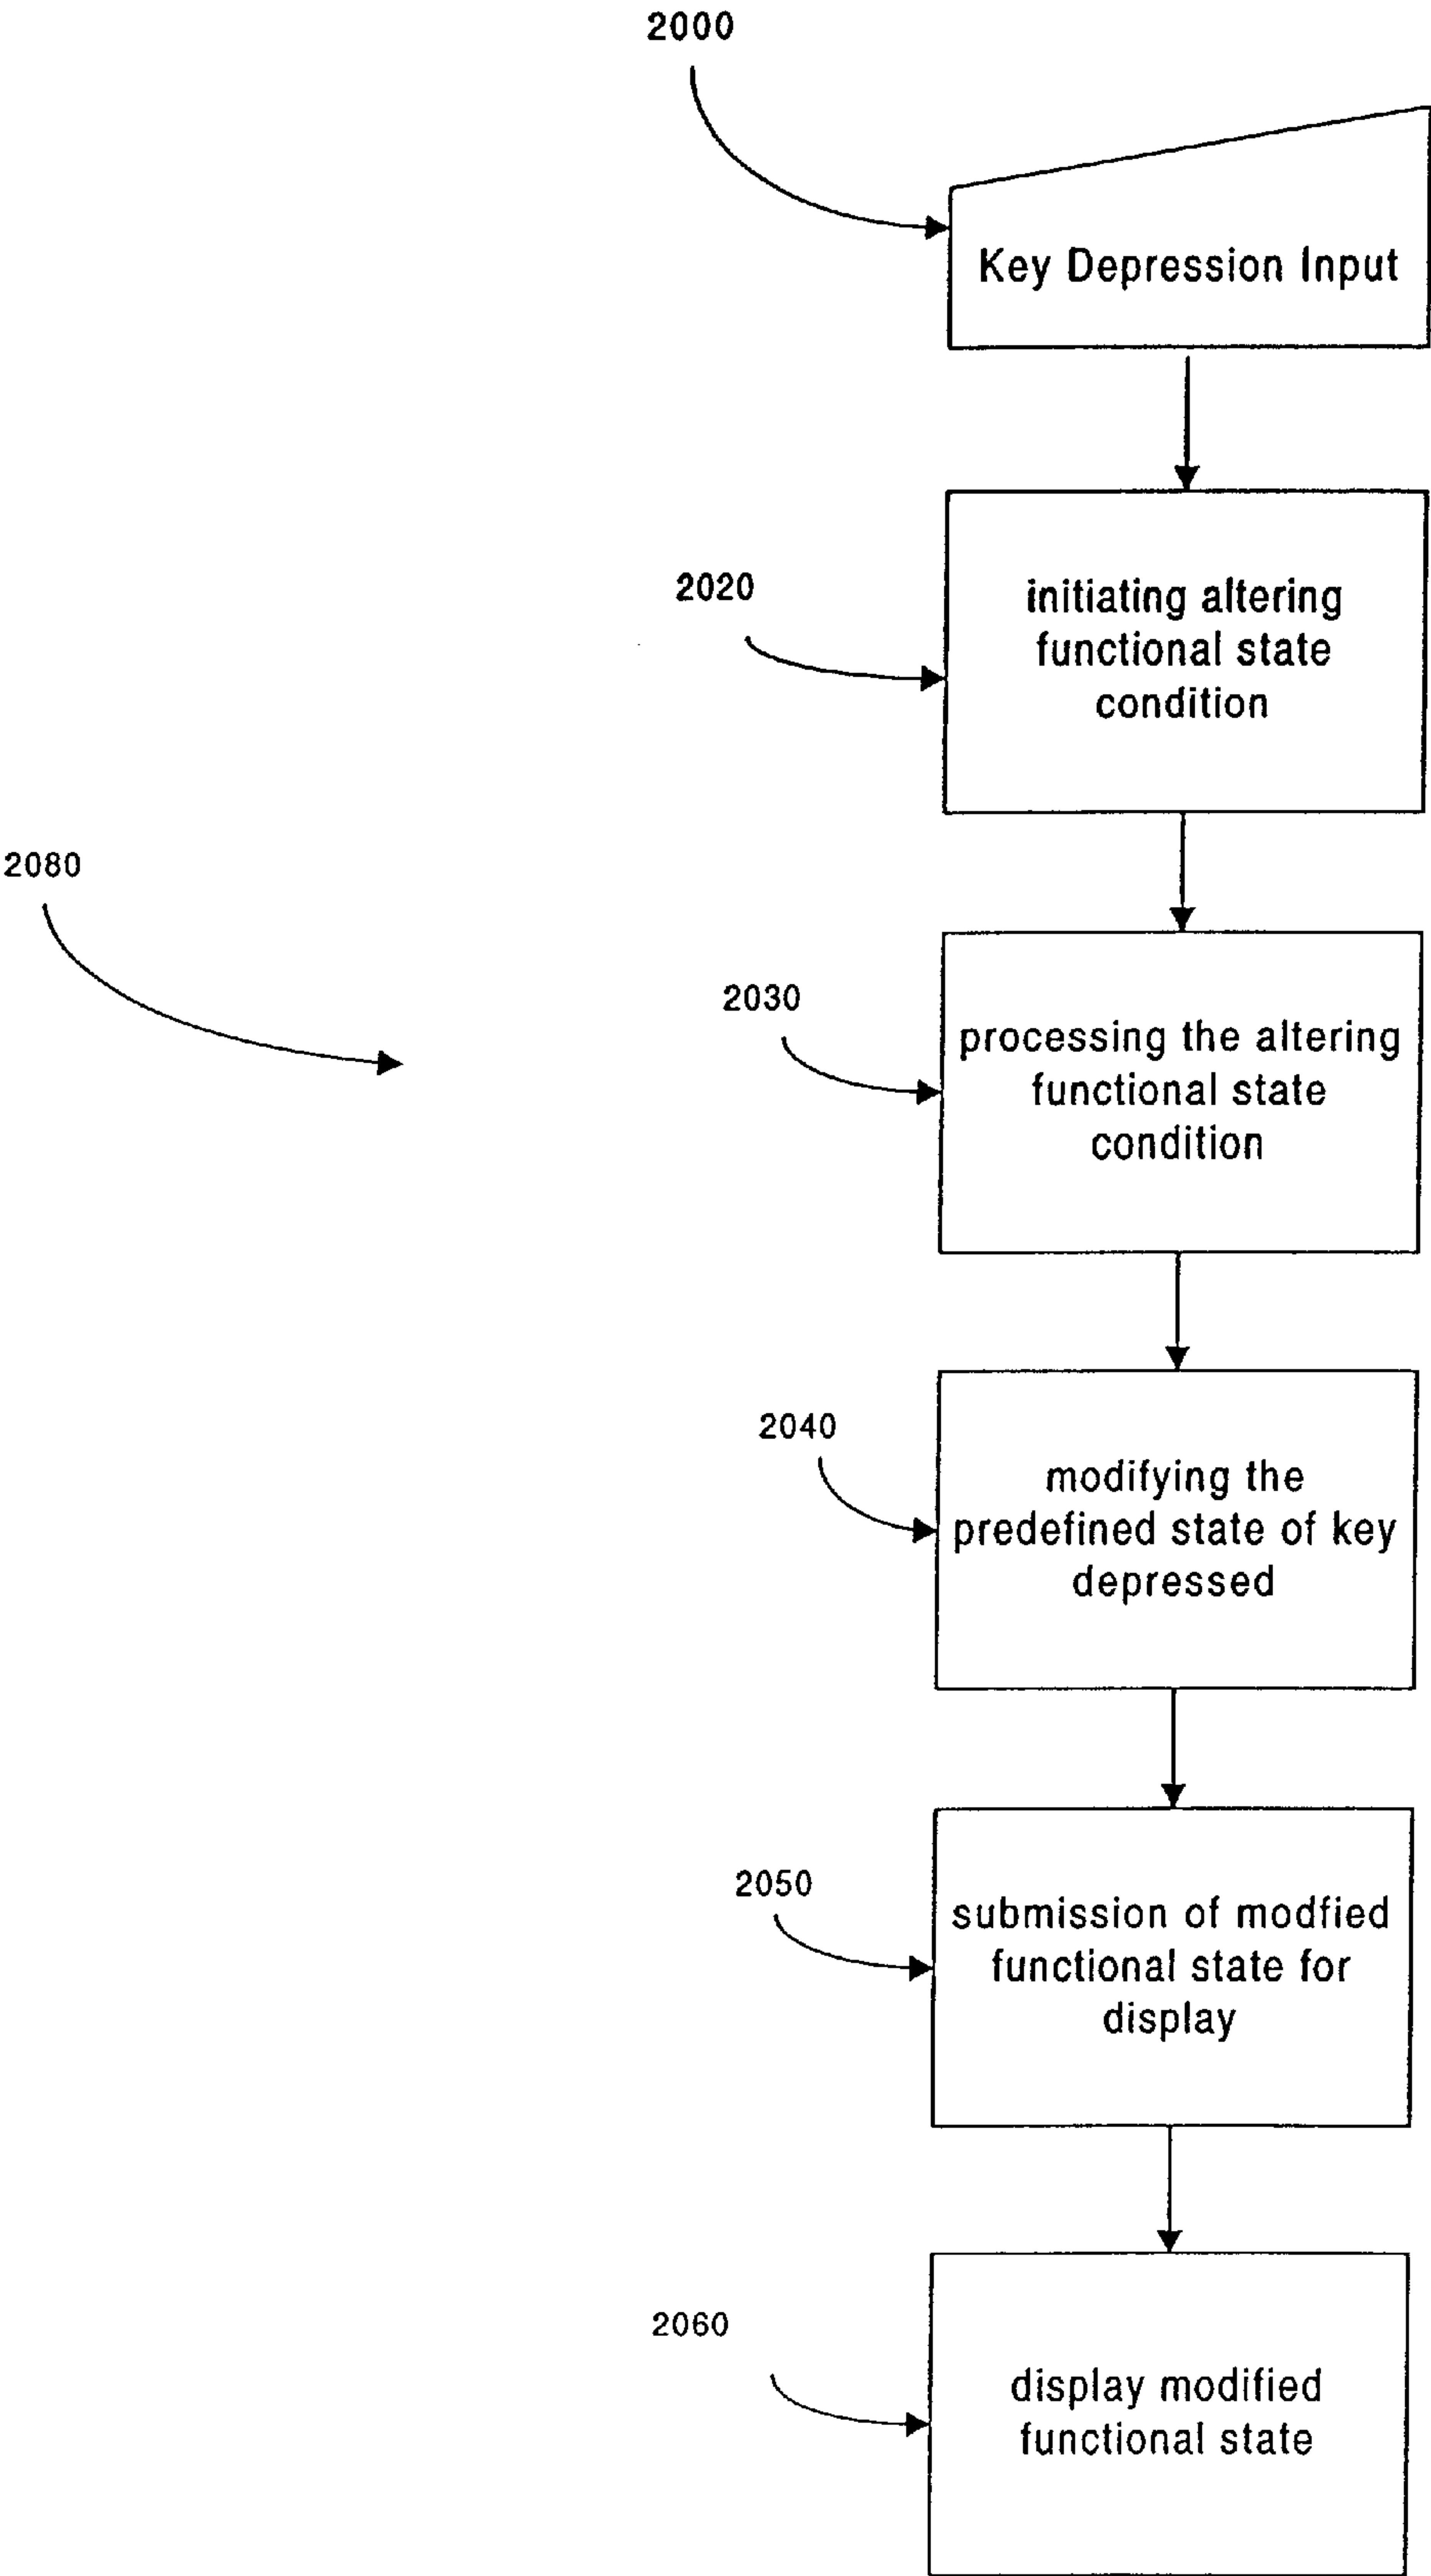 2000
Key Depression Input
2020
initiating altering
functional state
condition
2080
2030
processing the altering
functional state
condition
2040
modifying the
predefined state of key
depressed
2050
submission of modfied
functional state for
display
2060
display modified
functional state